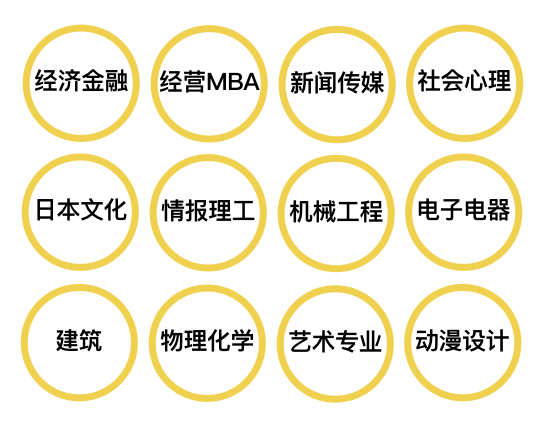 经济金融
经营MBA
新闻传媒
社会心理
日本文化
情报理工
机械工程
电子电器
建筑
物理化学
艺术专业
动漫设计